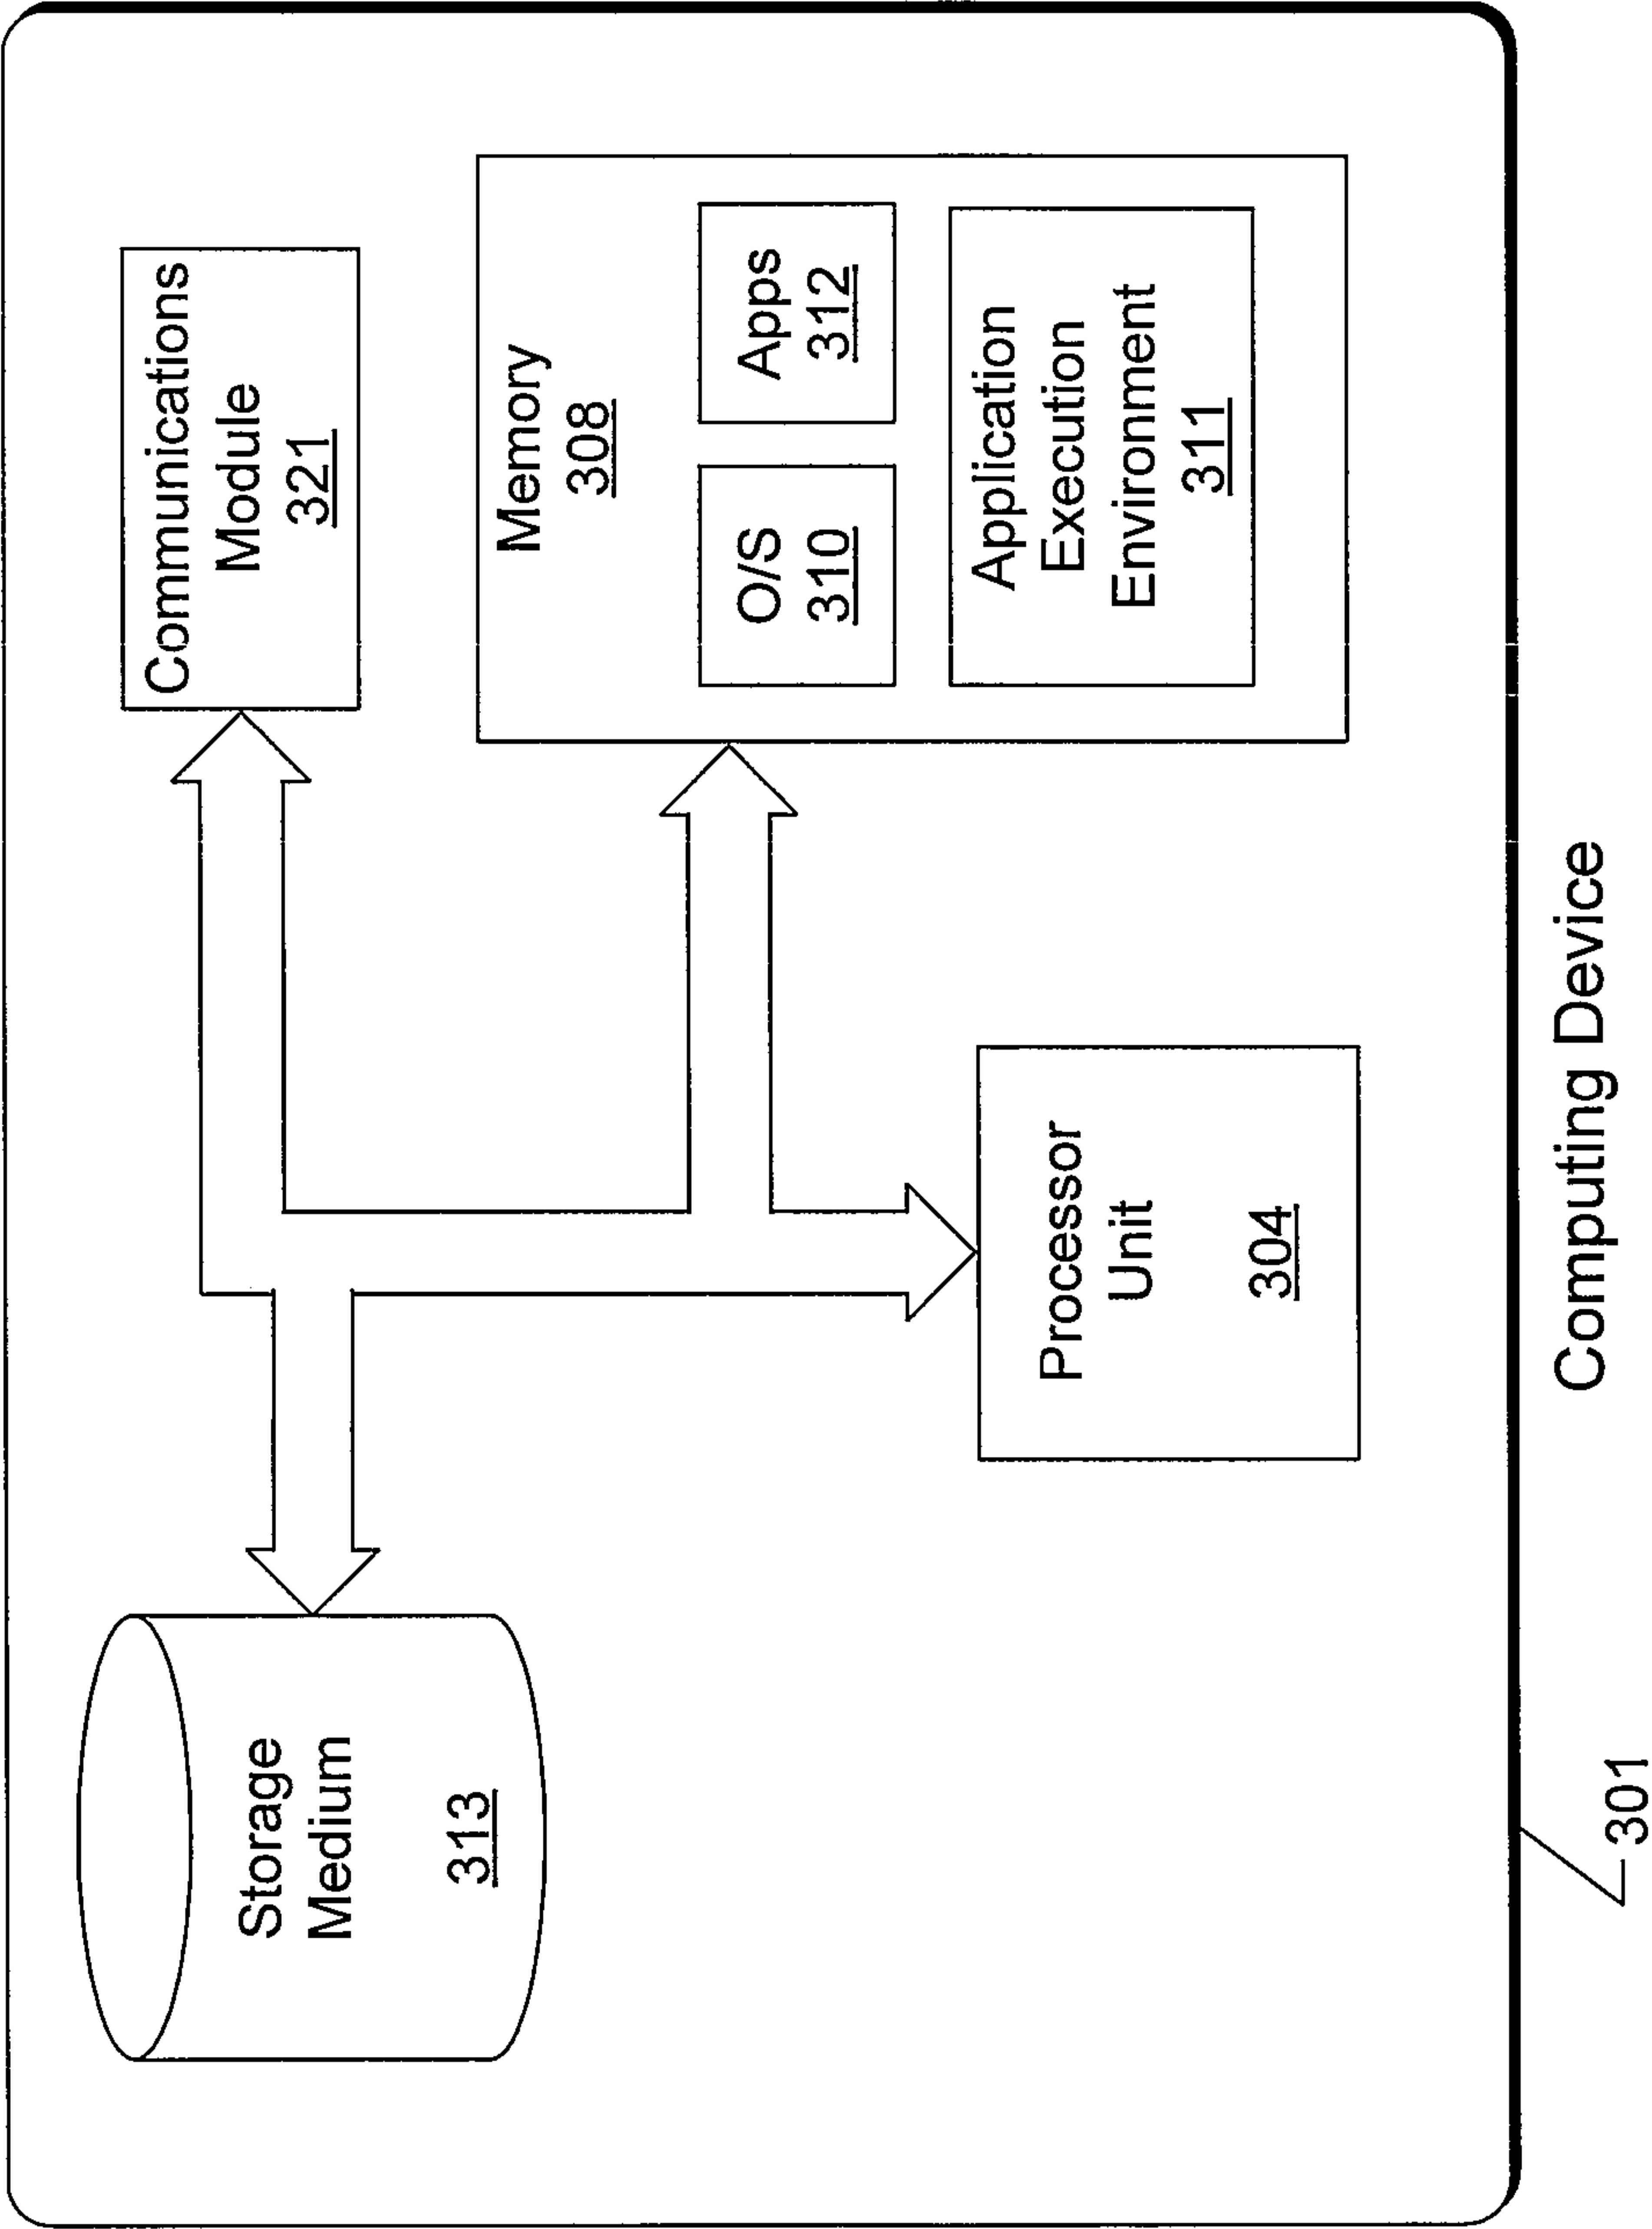 Storage
Medium
313
Communications
Module
321
Memory
308
O/S
310
Apps
312
Application
Execution
Environment
311
Processor
Unit
304
301
Computing Device